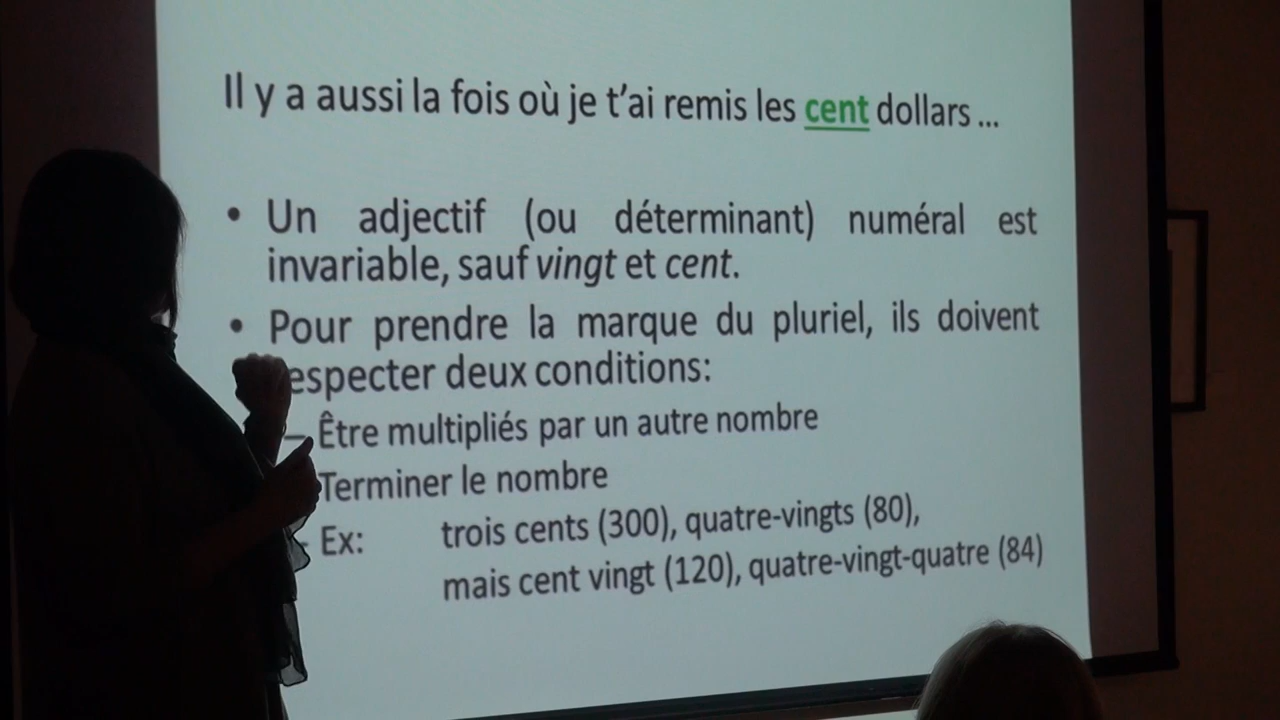 Il y a aussi la fois où je t’ai remis les cent dollars ...
• Un adjectif (ou déterminant) numéral est
invariable, sauf vingt et cent.
• Pour prendre la marque du pluriel, ils doivent
especter deux conditions:
– Être multipliés par un autre nombre
Terminer le nombre
– Ex: trois cents (300), quatre-vingts (80),
mais cent vingt (120), quatre-vingt-quatre (84)